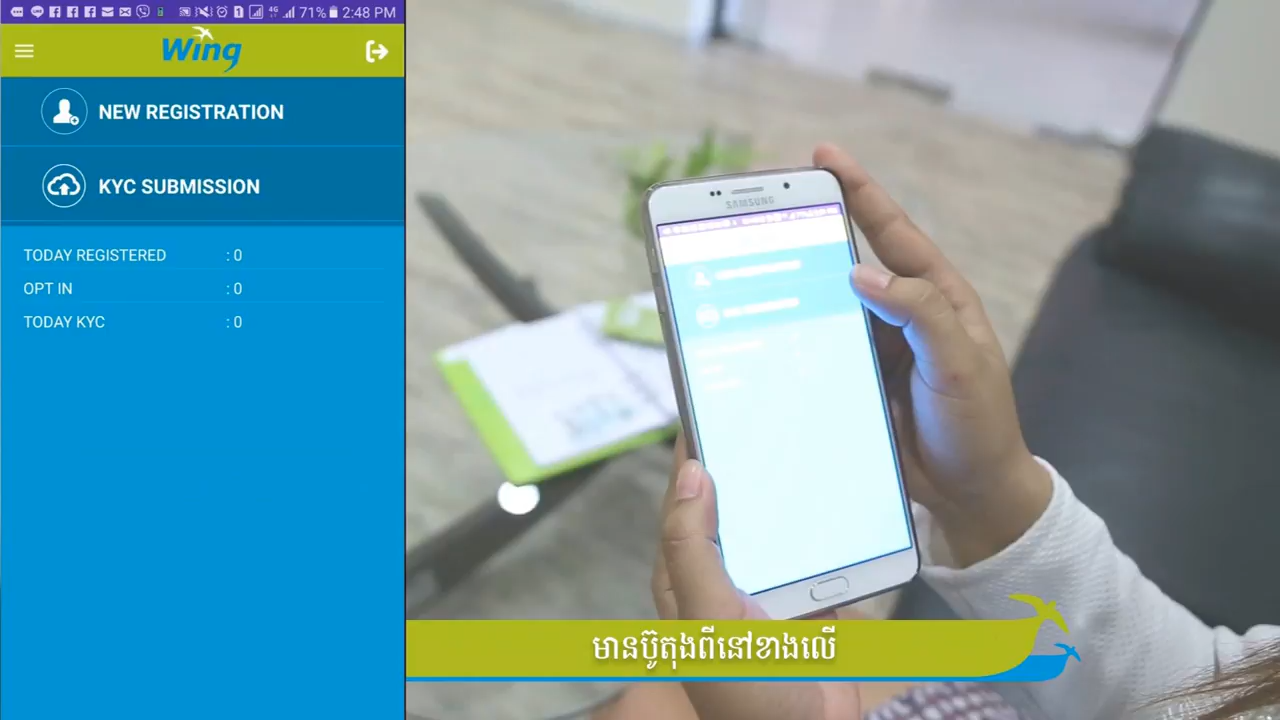 71% 2:48 PM
Wing
NEW REGISTRATION
KYC SUBMISSION
TODAY REGISTERED : 0
OPT IN : 0
TODAY KYC : 0
SAMSUNG
មានប៊ូតុងពីនៅខាងលើ